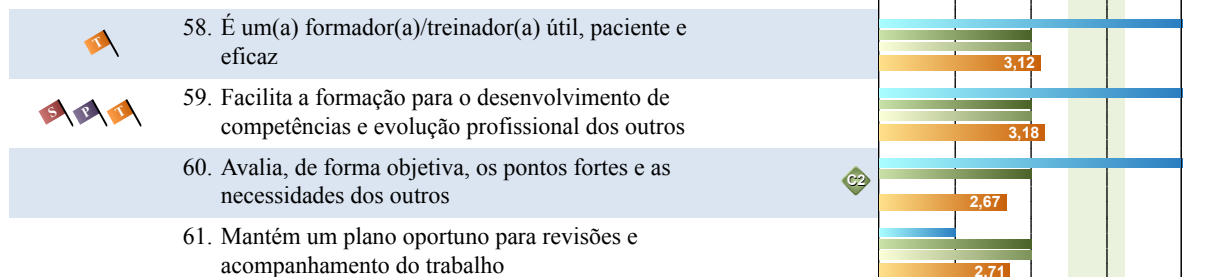 T
58. É um(a) formador(a)/treinador(a) útil, paciente e
eficaz
3,12
S P T
59. Facilita a formação para o desenvolvimento de
competências e evolução profissional dos outros
3,18
60. Avalia, de forma objetiva, os pontos fortes e as
necessidades dos outros
C2
2,67
61. Mantém um plano oportuno para revisões e
acompanhamento do trabalho
2,71